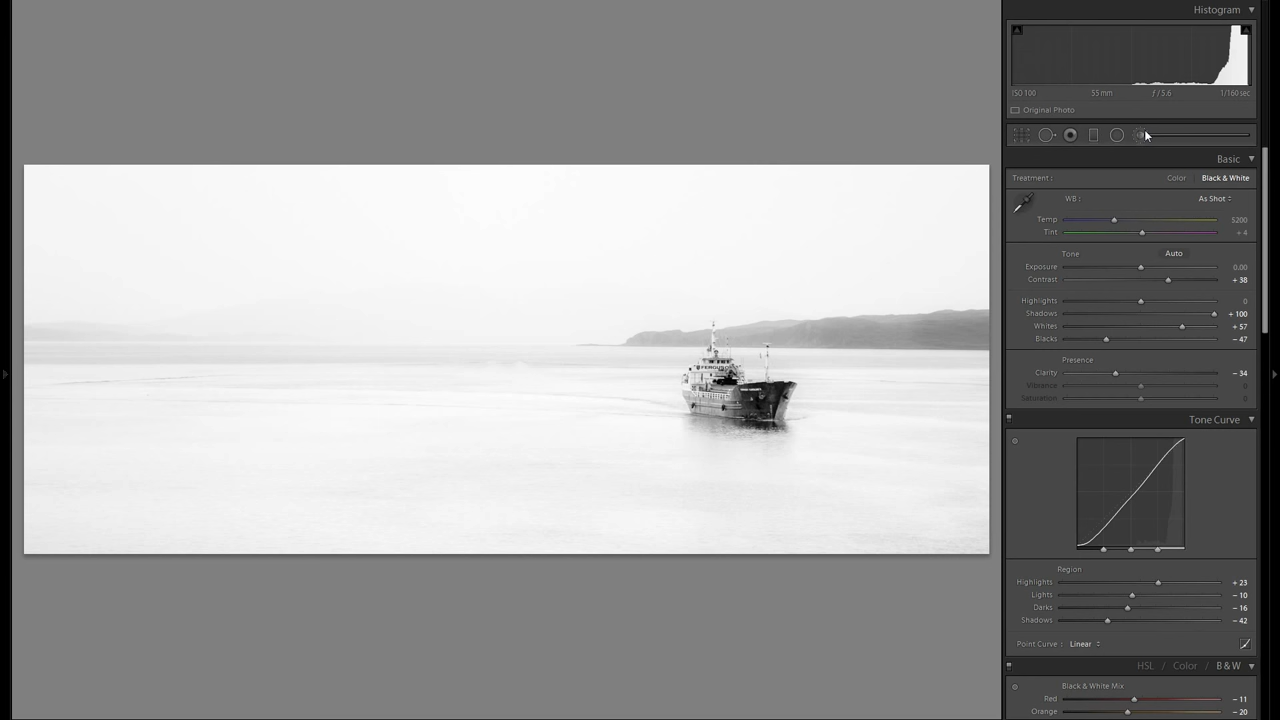 Histogram
ISO 100 55 mm ƒ / 5.6 1/160 sec
Original Photo
Basic
Treatment : Color Black & White
WB : As Shot
Temp 5200
Tint + 4
Tone Auto
Exposure 0.00
Contrast + 38
Highlights 0
Shadows + 100
Whites + 57
Blacks − 47
Presence
Clarity − 34
Vibrance 0
Saturation 0
Tone Curve
Region
Highlights + 23
Lights − 10
Darks − 16
Shadows − 42
Point Curve : Linear
HSL / Color / B & W
Black & White Mix
Red − 11
Orange − 20